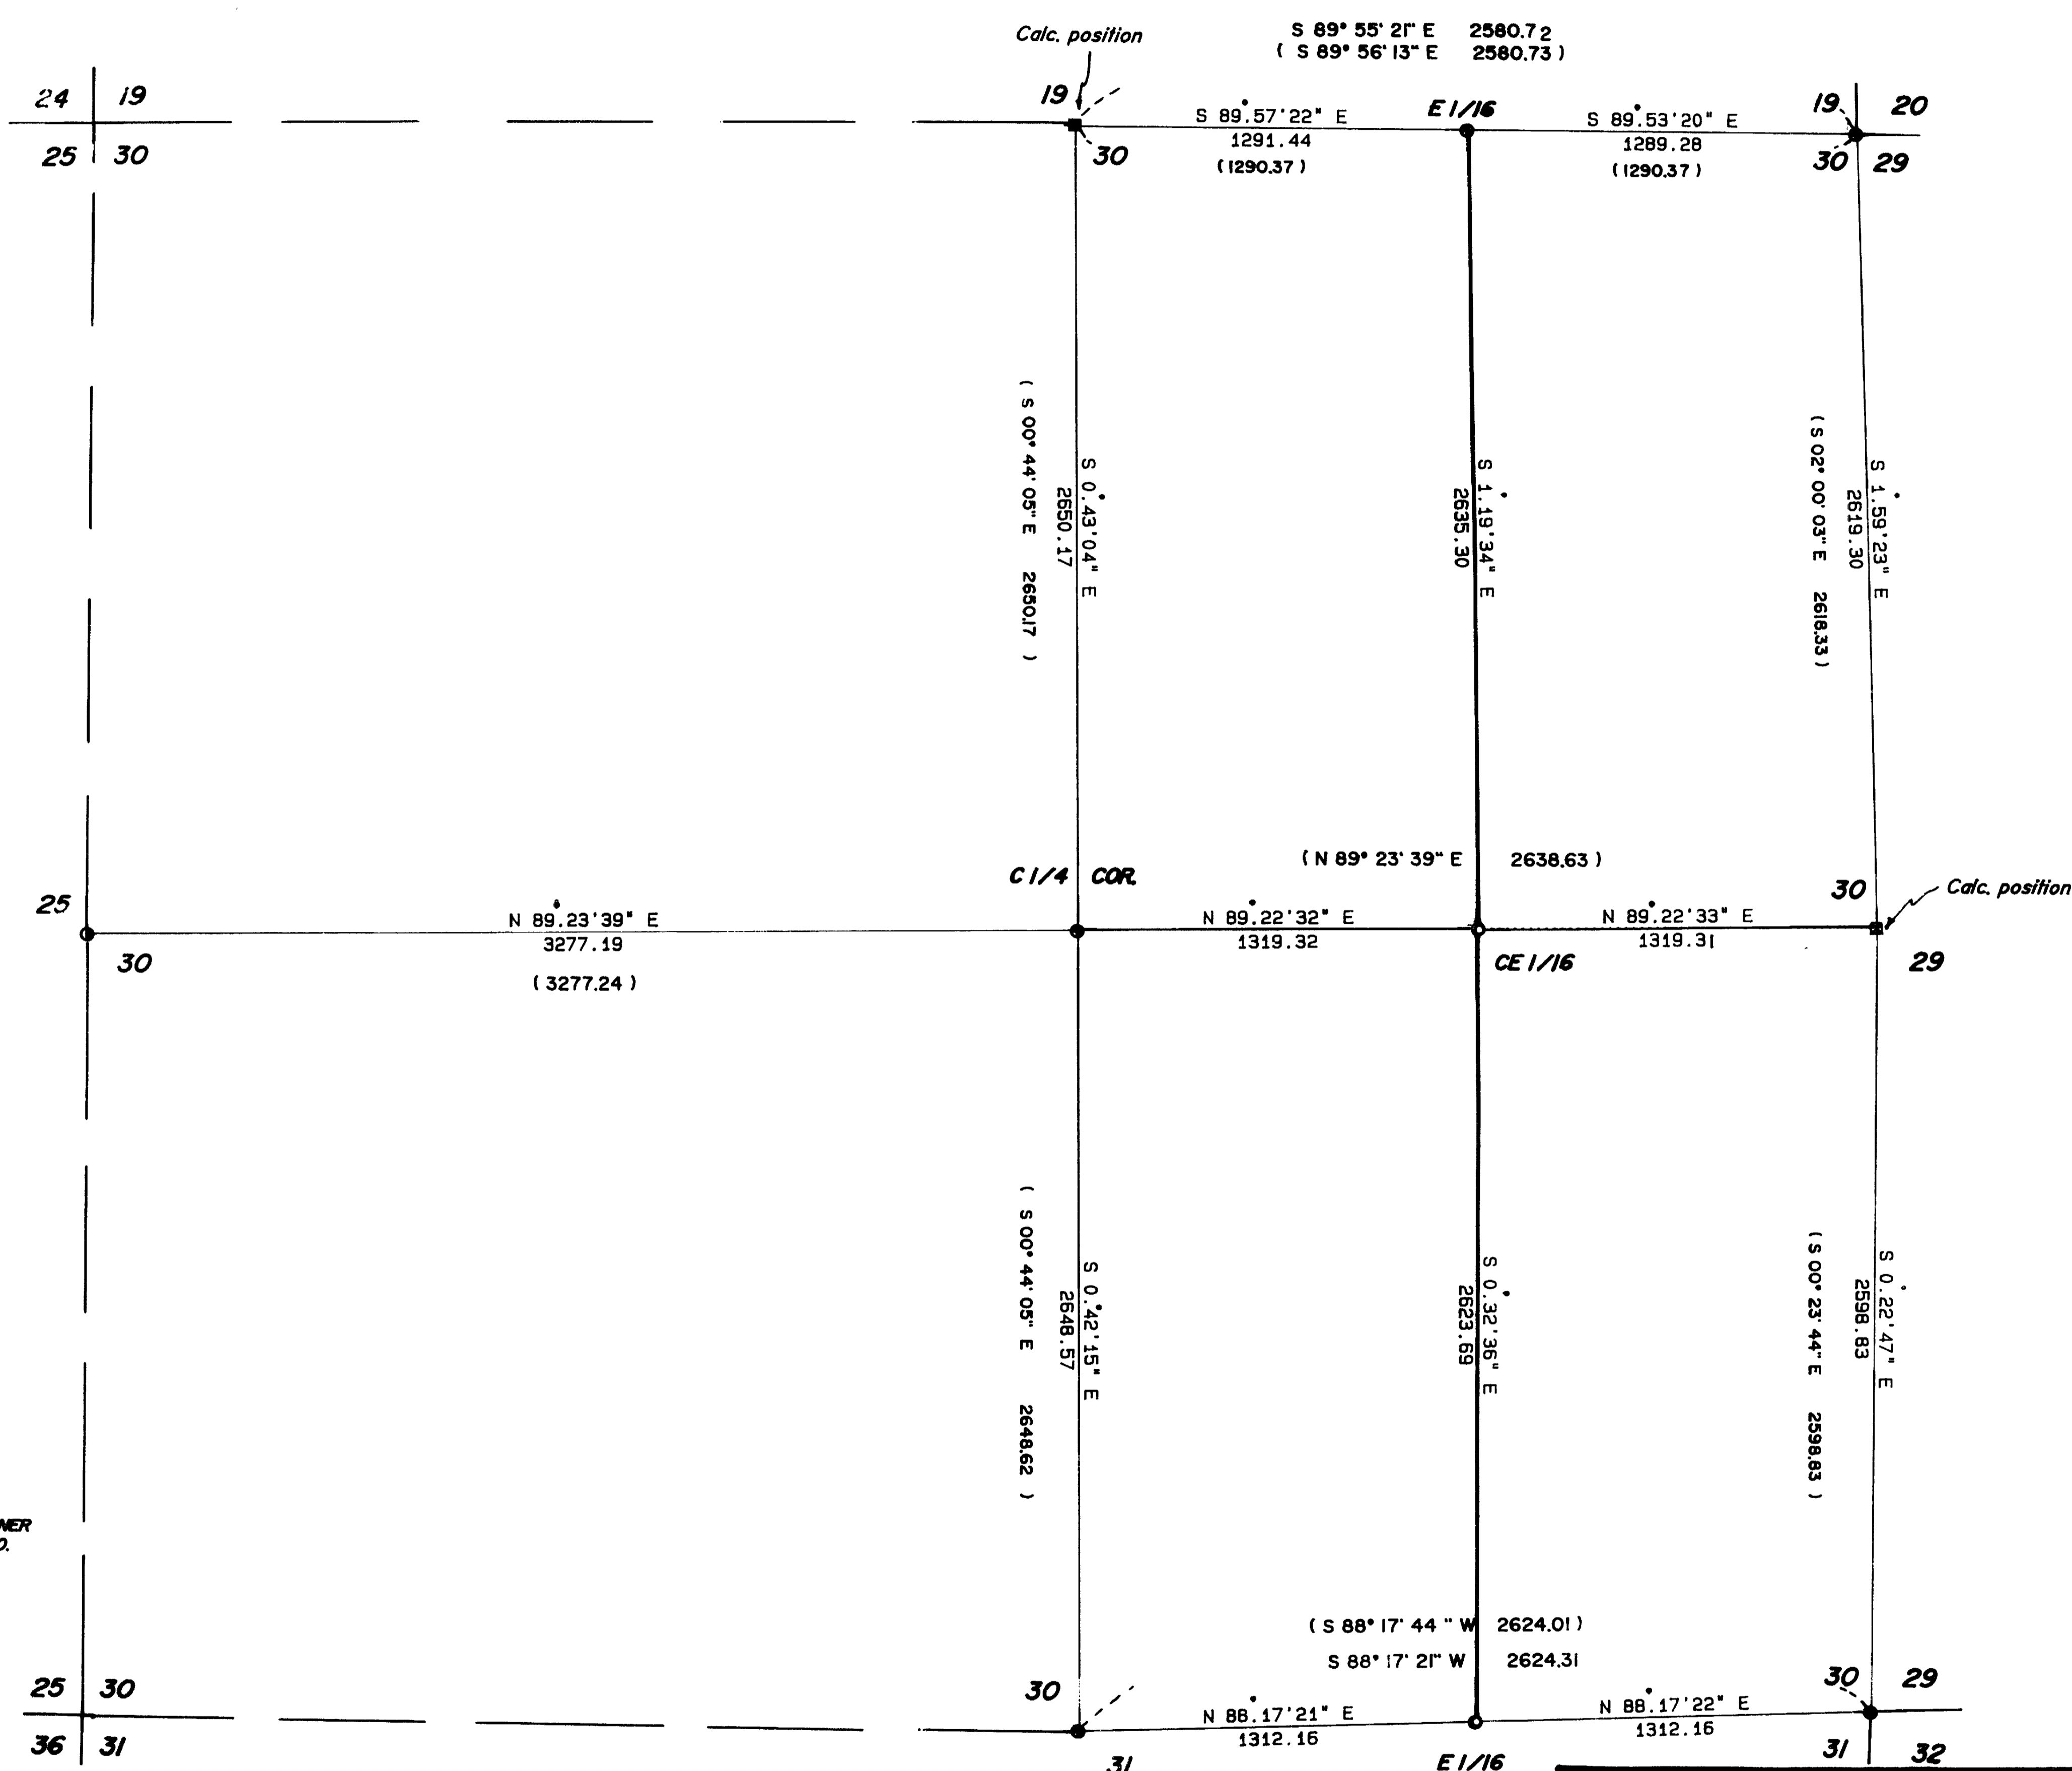 Calc. position
S 89° 55' 21" E 2580.72
( S 89° 56' 13" E 2580.73 )
24 19
25 30
19
30
S 89°57'22" E
1291.44
(1290.37)
E 1/16
S 89°53'20" E
1289.28
(1290.37)
19 20
30 29
( S 00° 44' 05" E 2650.17 )
S 0°43'04" E
2650.17
S 1°19'34" E
2635.30
(S 02° 00' 03" E 2618.33)
S 1°59'23" E
2619.30
(N 89° 23' 39" E 2638.63)
C 1/4 COR.
25
30
N 89°23'39" E
3277.19
(3277.24)
N 89°22'32" E
1319.32
N 89°22'33" E
1319.31
CE 1/16
30
29
Calc. position
( S 00° 44' 05" E 2648.62 )
S 0°42'15" E
2648.57
S 0°32'36" E
2623.69
(S 00° 23' 44" E 2598.83)
S 0°22'47" E
2598.83
NER
(S 88° 17' 44" W 2624.01)
S 88° 17' 21" W 2624.31
25 30
36 31
30
31
N 88°17'21" E
1312.16
E 1/16
N 88°17'22" E
1312.16
30 29
31 32